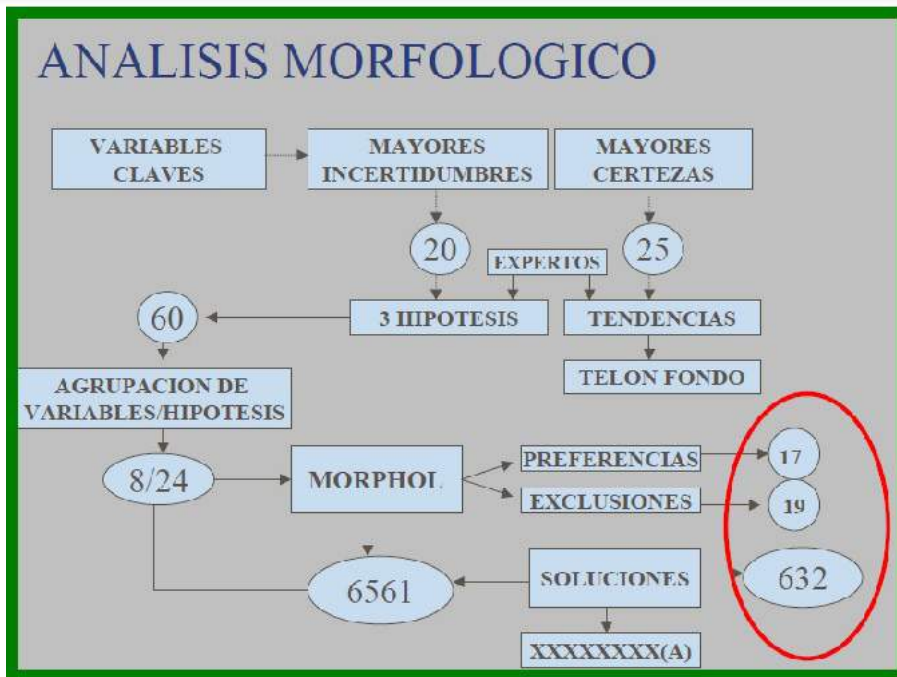 ANALISIS MORFOLOGICO
VARIABLES
CLAVES
MAYORES
INCERTIDUMBRES
MAYORES
CERTEZAS
20
EXPERTOS
25
60
3 HIPOTESIS
TENDENCIAS
TELON FONDO
AGRUPACION DE
VARIABLES/HIPOTESIS
8/24
MORPHOL
PREFERENCIAS
17
EXCLUSIONES
19
6561
SOLUCIONES
632
XXXXXXXX(A)